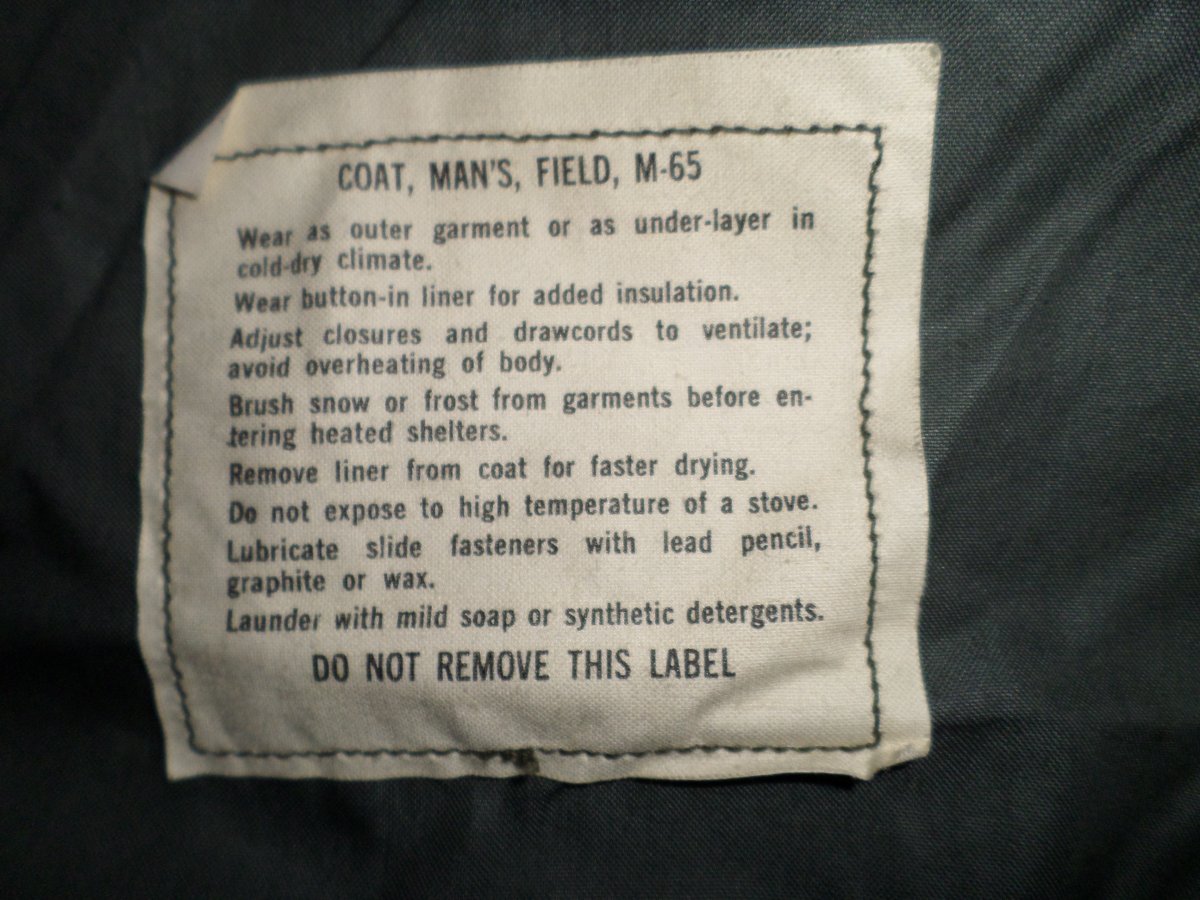 COAT, MAN'S, FIELD, M-65
Wear as outer garment or as under-layer in
cold-dry climate.
Wear button-in liner for added insulation.
Adjust closures and drawcords to ventilate;
avoid overheating of body.
Brush snow or frost from garments before en-
tering heated shelters.
Remove liner from coat for faster drying.
Do not expose to high temperature of a stove.
Lubricate slide fasteners with lead pencil,
graphite or wax.
Launder with mild soap or synthetic detergents.
DO NOT REMOVE THIS LABEL